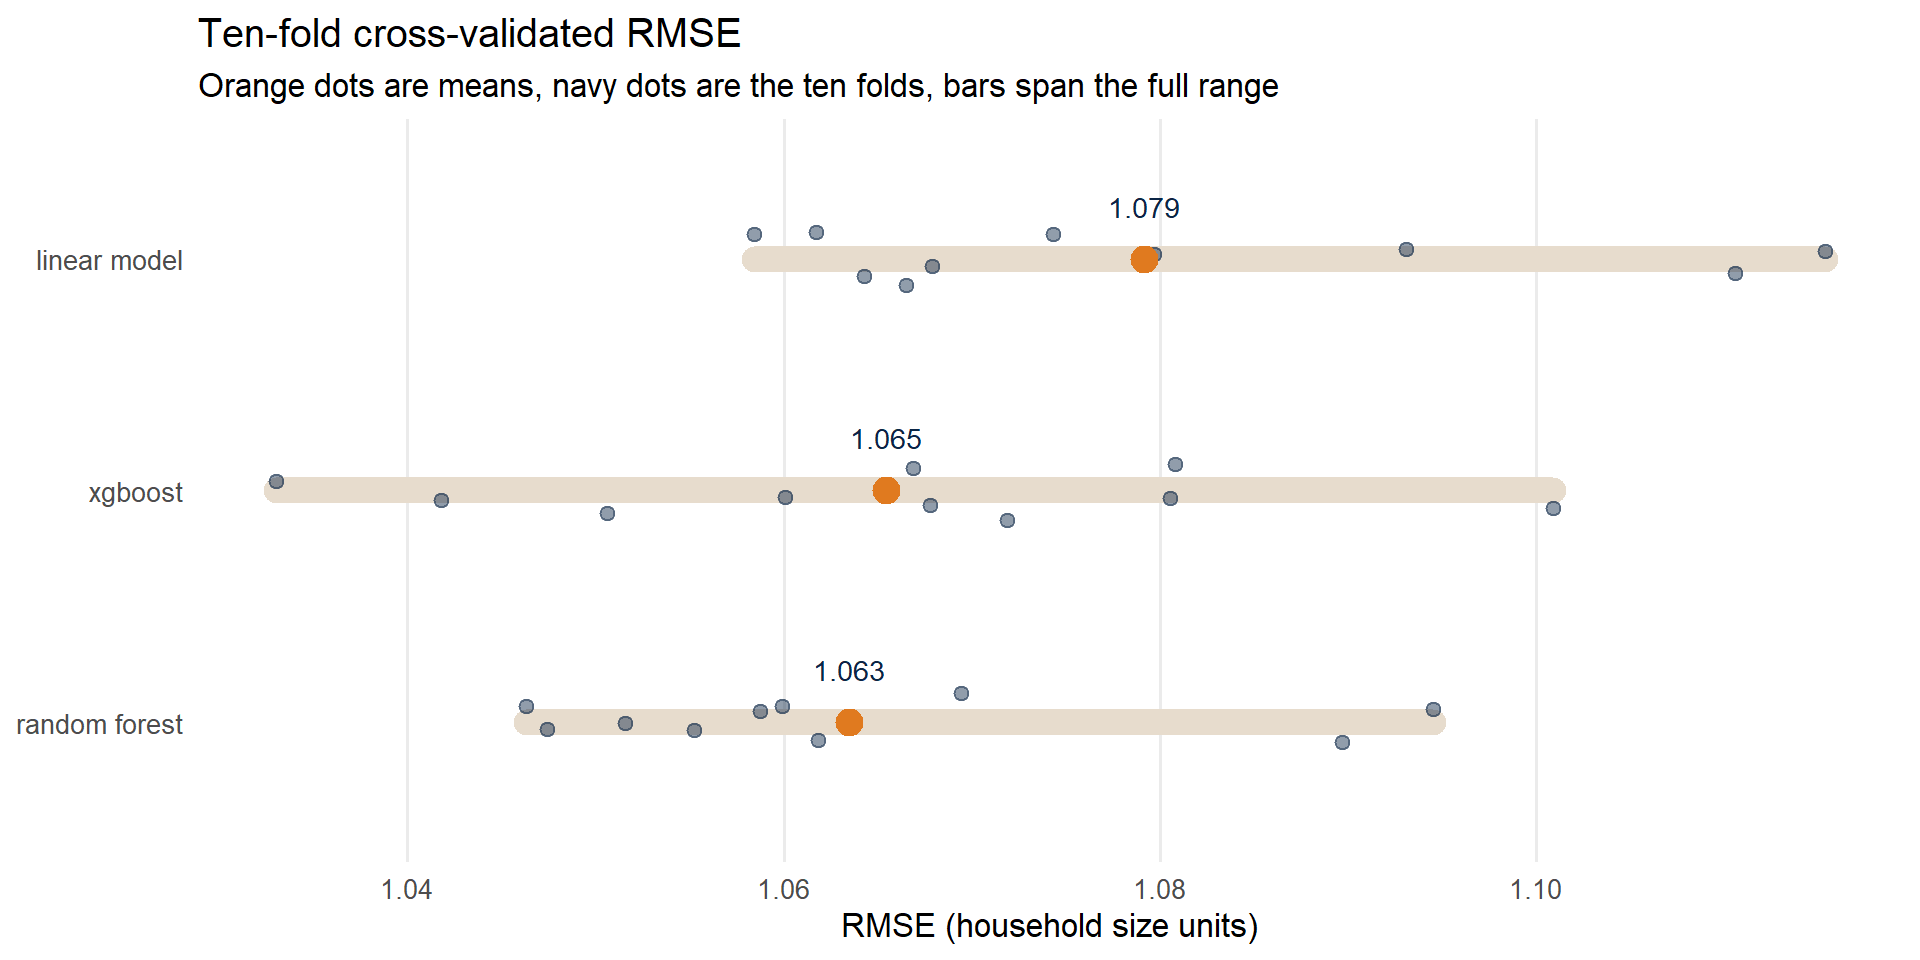 Ten-fold cross-validated RMSE
Orange dots are means, navy dots are the ten folds, bars span the full range
1.079
linear model
1.065
xgboost
1.063
random forest
1.04 1.06 1.08 1.10
RMSE (household size units)